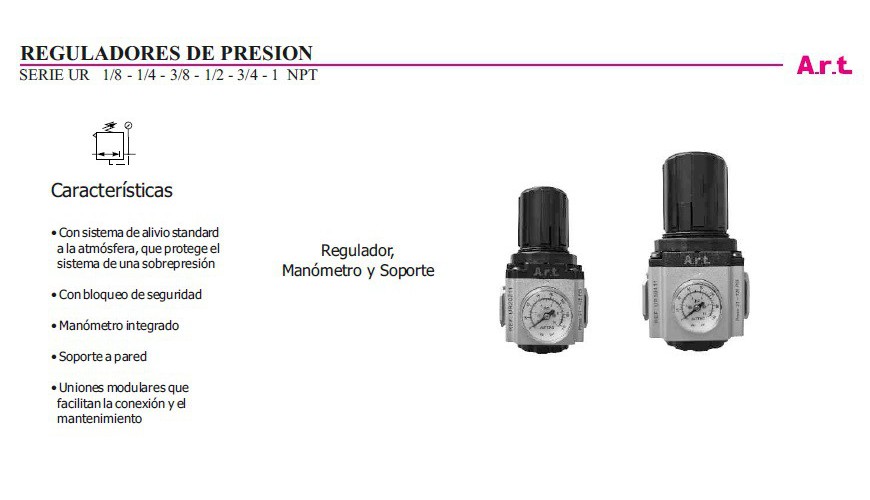 REGULADORES DE PRESION
SERIE UR 1/8 - 1/4 - 3/8 - 1/2 - 3/4 - 1 NPT
A.r.t.
Características
• Con sistema de alivio standard
a la atmósfera, que protege el
sistema de una sobrepresión
• Con bloqueo de seguridad
• Manómetro integrado
• Soporte a pared
• Uniones modulares que
facilitan la conexión y el
mantenimiento
Regulador,
Manómetro y Soporte
A.r.t.
A.r.t.